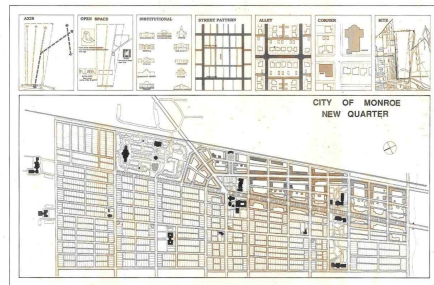 AXIS
OPEN SPACE
INSTITUTIONAL
STREET PATTERN
ALLEY
CORNER
SITE
CITY OF MONROE
NEW QUARTER